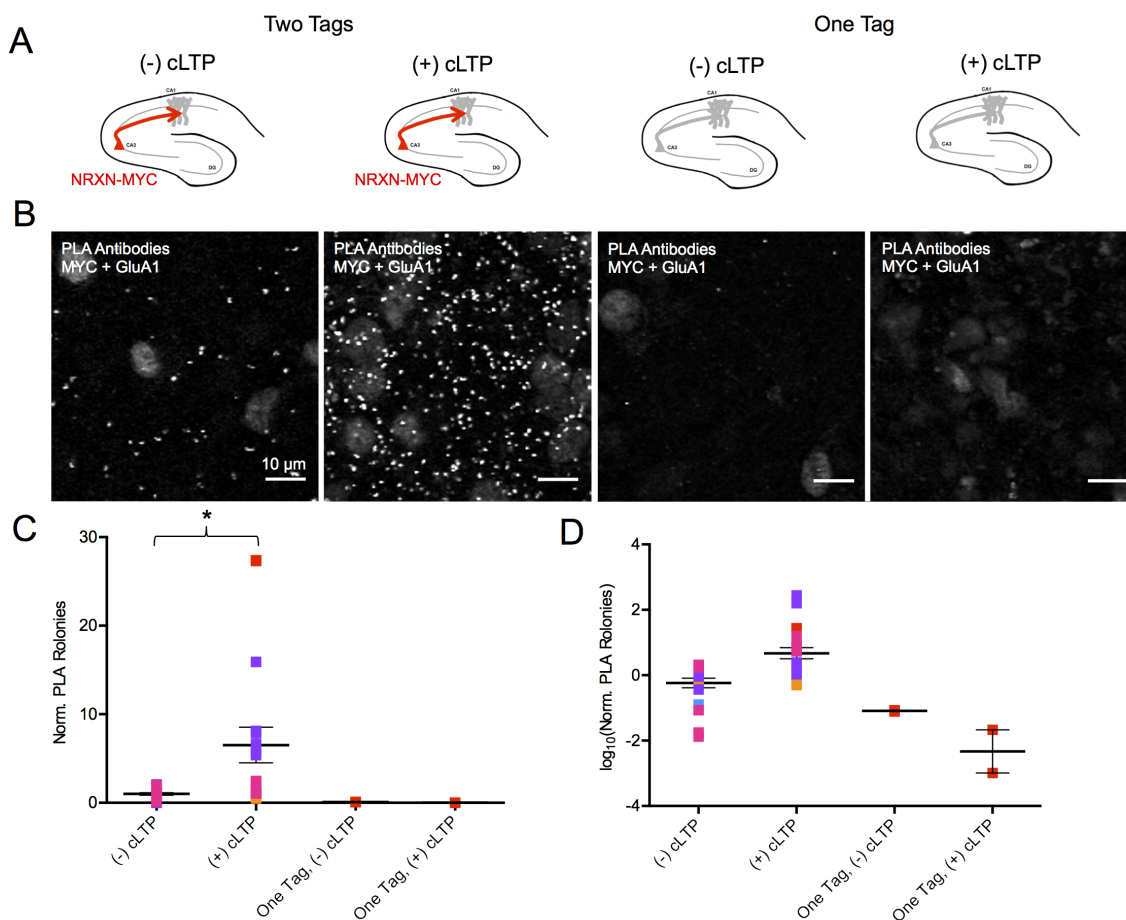 Two Tags
One Tag
A
(-) cLTP
(+) cLTP
(-) cLTP
(+) cLTP
CA1
CA3
DG
NRXN-MYC
CA1
CA3
DG
NRXN-MYC
CA1
CA3
DG
CA1
CA3
DG
B
PLA Antibodies
MYC + GluA1
10 µm
PLA Antibodies
MYC + GluA1
PLA Antibodies
MYC + GluA1
PLA Antibodies
MYC + GluA1
C
*
Norm. PLA Rolonies
30
20
10
0
(-) cLTP
(+) cLTP
One Tag, (-) cLTP
One Tag, (+) cLTP
D
log10(Norm. PLA Rolonies)
4
2
0
-2
-4
(-) cLTP
(+) cLTP
One Tag, (-) cLTP
One Tag, (+) cLTP